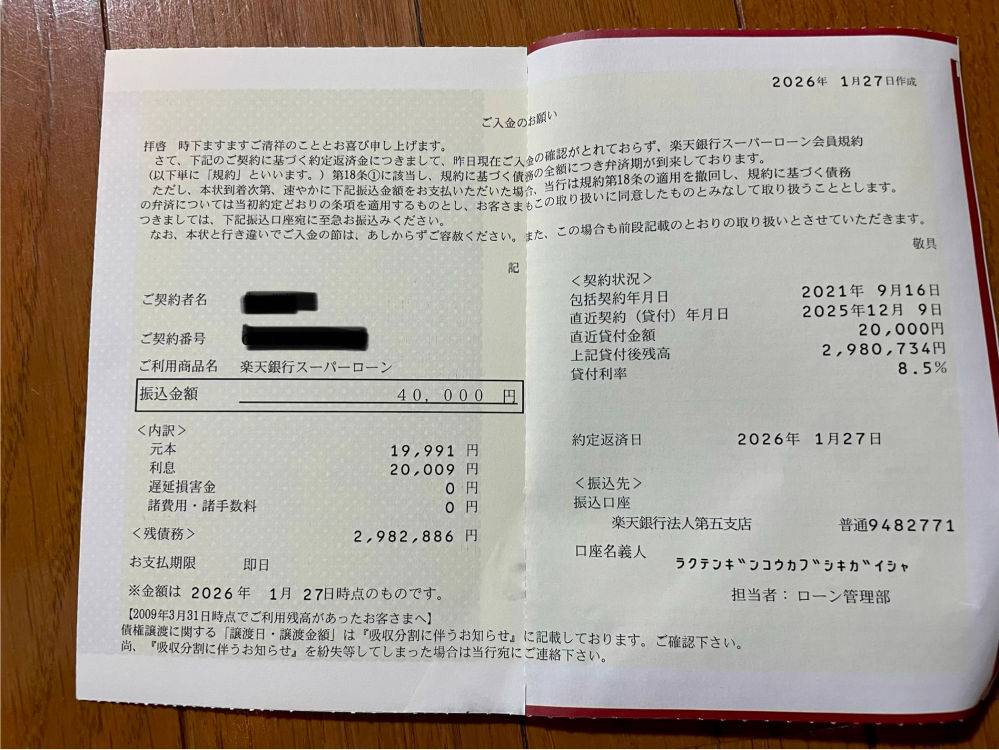 2026年 1月27日作成
ご入金のお願い
拝啓 時下ますますご清祥のこととお喜び申し上げます。
さて、下記のご契約に基づく約定返済金につきまして、昨日現在ご入金の確認がとれておらず、楽天銀行スーパーローン会員規約
(以下単に「規約」といいます。)第18条①に該当し、規約に基づく債務の全額につき弁済期が到来しております。
ただし、本状到着次第、速やかに下記振込金額をお支払いただいた場合、当行は規約第18条の適用を撤回し、規約に基づく債務
の弁済については当初約定どおりの条項を適用するものとし、お客さまもこの取り扱いに同意したものとみなして取り扱うこととします。
つきましては、下記振込口座宛に至急お振込みください。
なお、本状と行き違いでご入金の節は、あしからずご容赦ください。また、この場合も前段記載のとおりの取り扱いとさせていただきます。
敬具
記
ご契約者名
ご契約番号
ご利用商品名 楽天銀行スーパーローン
振込金額 40,000 円
<内訳>
元本 19,991 円
利息 20,009 円
遅延損害金 0 円
諸費用・諸手数料 0 円
<残債務> 2,982,886 円
お支払期限 即日
※金額は 2026年 1月 27日時点のものです。
【2009年3月31日時点でご利用残高があったお客さまへ】
債権譲渡に関する「譲渡日・譲渡金額」は『吸収分割に伴うお知らせ』に記載しております。ご確認下さい。
尚、『吸収分割に伴うお知らせ』を紛失等してしまった場合は当行宛にご連絡下さい。
<契約状況>
包括契約年月日 2021年 9月16日
直近契約(貸付)年月日 2025年12月 9日
直近貸付金額 20,000円
上記貸付後残高 2,980,734円
貸付利率 8.5%
約定返済日 2026年 1月27日
<振込先>
振込口座
楽天銀行法人第五支店 普通9482771
口座名義人 ラクテンギンコウカブシキガイシャ
担当者: ローン管理部